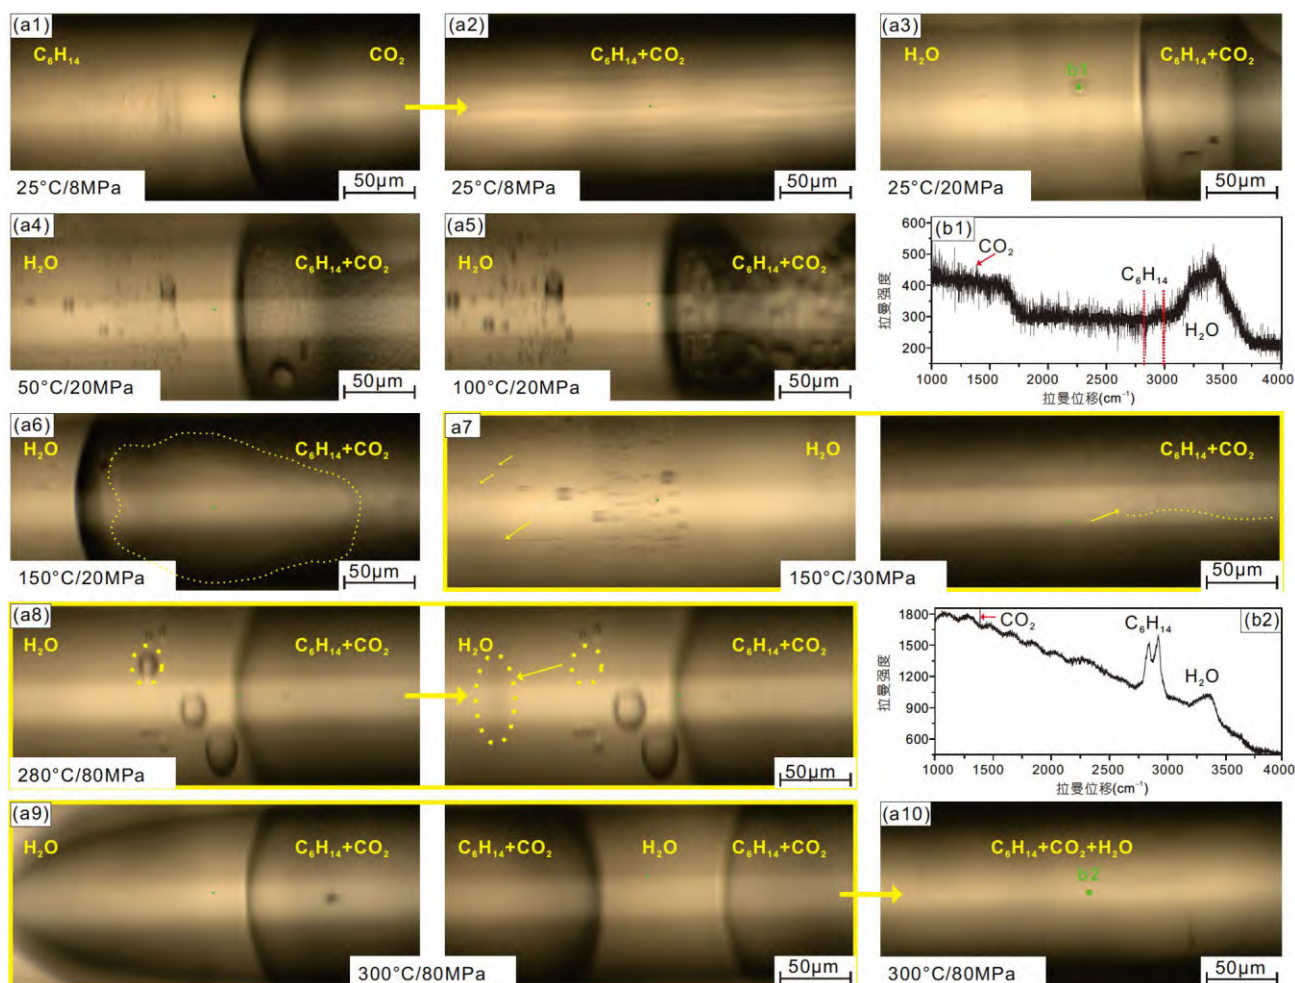 (a1)
C₆H₁₄
CO₂
25°C/8MPa
50μm
(a2)
C₆H₁₄+CO₂
25°C/8MPa
50μm
(a3)
H₂O
C₆H₁₄+CO₂
b1
25°C/20MPa
50μm
(a4)
H₂O
C₆H₁₄+CO₂
50°C/20MPa
50μm
(a5)
H₂O
C₆H₁₄+CO₂
100°C/20MPa
50μm
(b1)
拉曼强度
600
500
400
300
200
CO₂
C₆H₁₄
H₂O
1000 1500 2000 2500 3000 3500 4000
拉曼位移(cm⁻¹)
(a6)
H₂O
C₆H₁₄+CO₂
150°C/20MPa
50μm
a7
H₂O
C₆H₁₄+CO₂
150°C/30MPa
50μm
(a8)
H₂O
C₆H₁₄+CO₂
280°C/80MPa
H₂O
C₆H₁₄+CO₂
50μm
(b2)
拉曼强度
1800
1500
1200
900
600
CO₂
C₆H₁₄
H₂O
1000 1500 2000 2500 3000 3500 4000
拉曼位移(cm⁻¹)
(a9)
H₂O
C₆H₁₄+CO₂
C₆H₁₄+CO₂
H₂O
C₆H₁₄+CO₂
300°C/80MPa
50μm
(a10)
C₆H₁₄+CO₂+H₂O
b2
300°C/80MPa
50μm